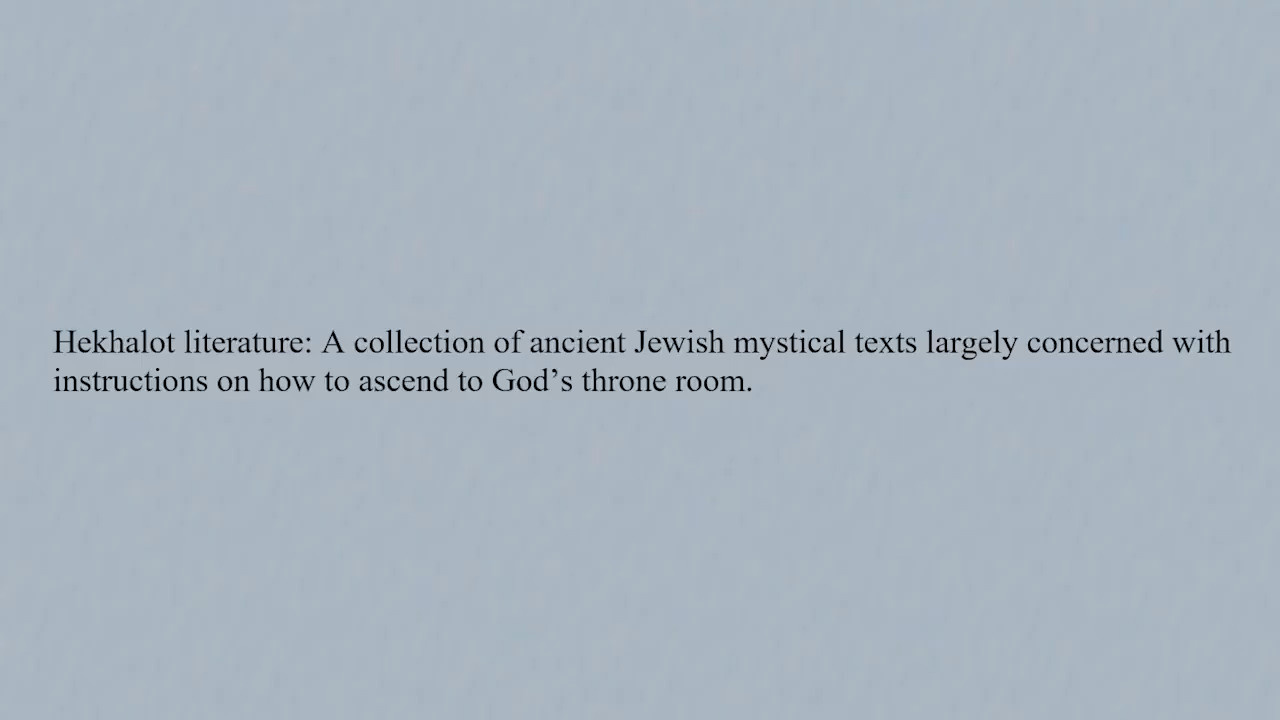 Hekhalot literature: A collection of ancient Jewish mystical texts largely concerned with
instructions on how to ascend to God’s throne room.